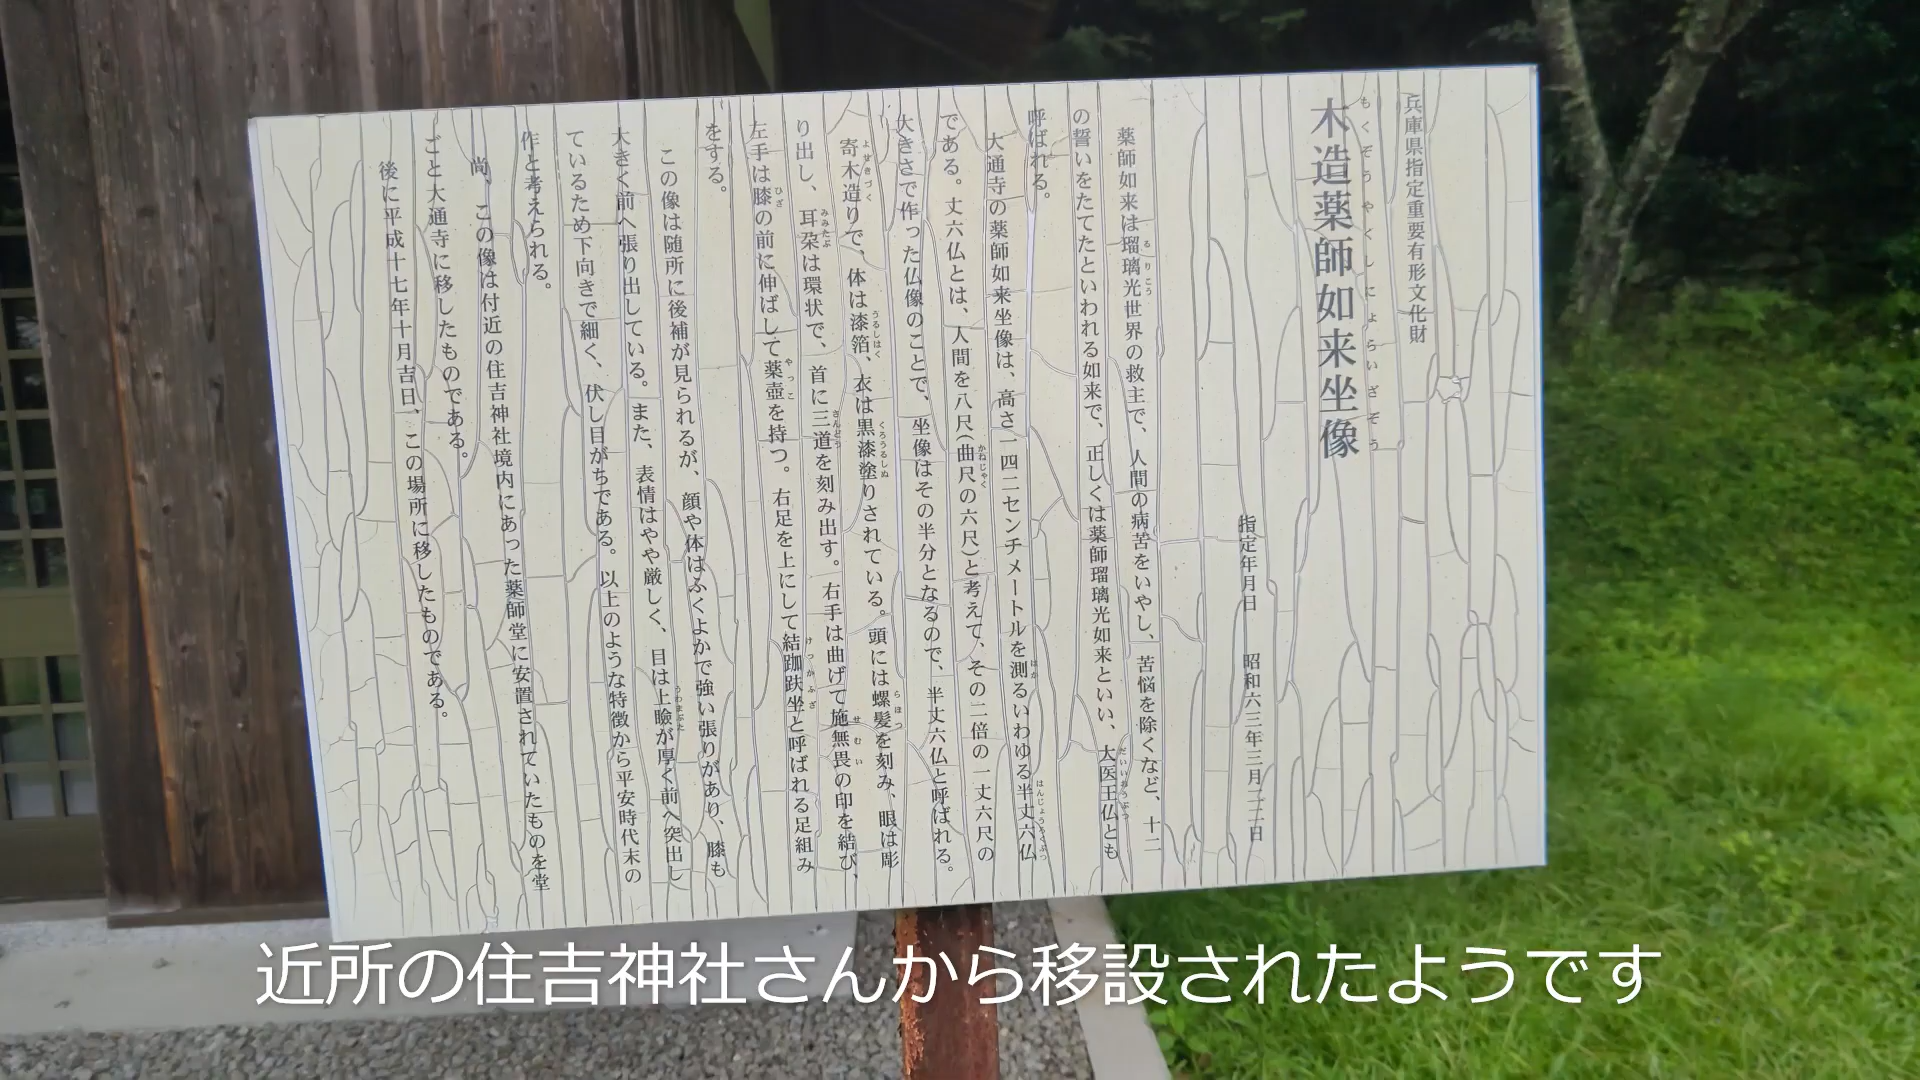 兵庫県指定重要有形文化財
木造薬師如来坐像
もくぞうやくしにょらいざぞう
指定年月日　昭和六三年三月二二日
薬師如来は瑠璃光世界の救主で、人間の病苦をいやし、苦悩を除くなど、十二
の誓いをたてたといわれる如来で、正しくは薬師瑠璃光如来といい、大医王仏とも
呼ばれる。
大通寺の薬師如来坐像は、高さ一四二センチメートルを測るいわゆる半丈六仏
である。丈六仏とは、人間を八尺(曲尺の六尺)と考えて、その二倍の一丈六尺の
大きさで作った仏像のことで、坐像はその半分となるので、半丈六仏と呼ばれる。
寄木造りで、体は漆箔、衣は黒漆塗りされている。頭には螺髪を刻み、眼は彫
り出し、耳朶は環状で、首に三道を刻み出す。右手は曲げて施無畏の印を結び、
左手は膝の前に伸ばして薬壺を持つ。右足を上にして結跏趺坐と呼ばれる足組み
をする。
この像は随所に後補が見られるが、顔や体はふくよかで強い張りがあり、膝も
大きく前へ張り出している。また、表情はやや厳しく、目は上瞼が厚く前へ突出し
ているため下向きで細く、伏し目がちである。以上のような特徴から平安時代末の
作と考えられる。
尚、この像は付近の住吉神社境内にあった薬師堂に安置されていたものを堂
ごと大通寺に移したものである。
後に平成十七年十月吉日、この場所に移したものである。
近所の住吉神社さんから移設されたようです